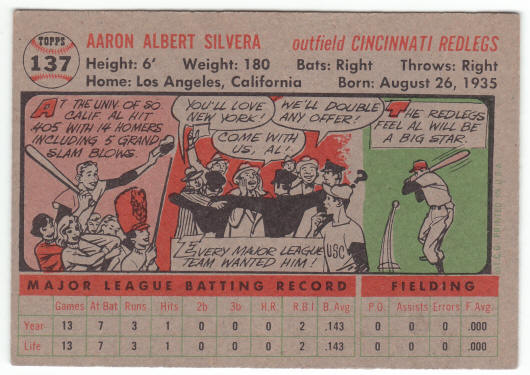 TOPPS
137
AARON ALBERT SILVERA
outfield CINCINNATI REDLEGS
Height: 6' Weight: 180 Bats: Right Throws: Right
Home: Los Angeles, California Born: August 26, 1935
AT THE UNIV. OF SO.
CALIF. AL HIT
.405 WITH 14 HOMERS
INCLUDING 5 GRAND
SLAM BLOWS.
YOU'LL LOVE
NEW YORK!
WE'LL DOUBLE
ANY OFFER!
COME WITH
US, AL!
USC
EVERY MAJOR LEAGUE
TEAM WANTED HIM!
THE REDLEGS
FEEL AL WILL BE
A BIG STAR.
T.C.G. PRINTED IN U.S.A.
MAJOR LEAGUE BATTING RECORD FIELDING
Games At Bat Runs Hits 2b 3b H.R. R.B.I. B. Avg. P.O. Assists Errors F. Avg.
Year 13 7 3 1 0 0 0 2 .143 0 0 0 .000
Life 13 7 3 1 0 0 0 2 .143 0 0 0 .000